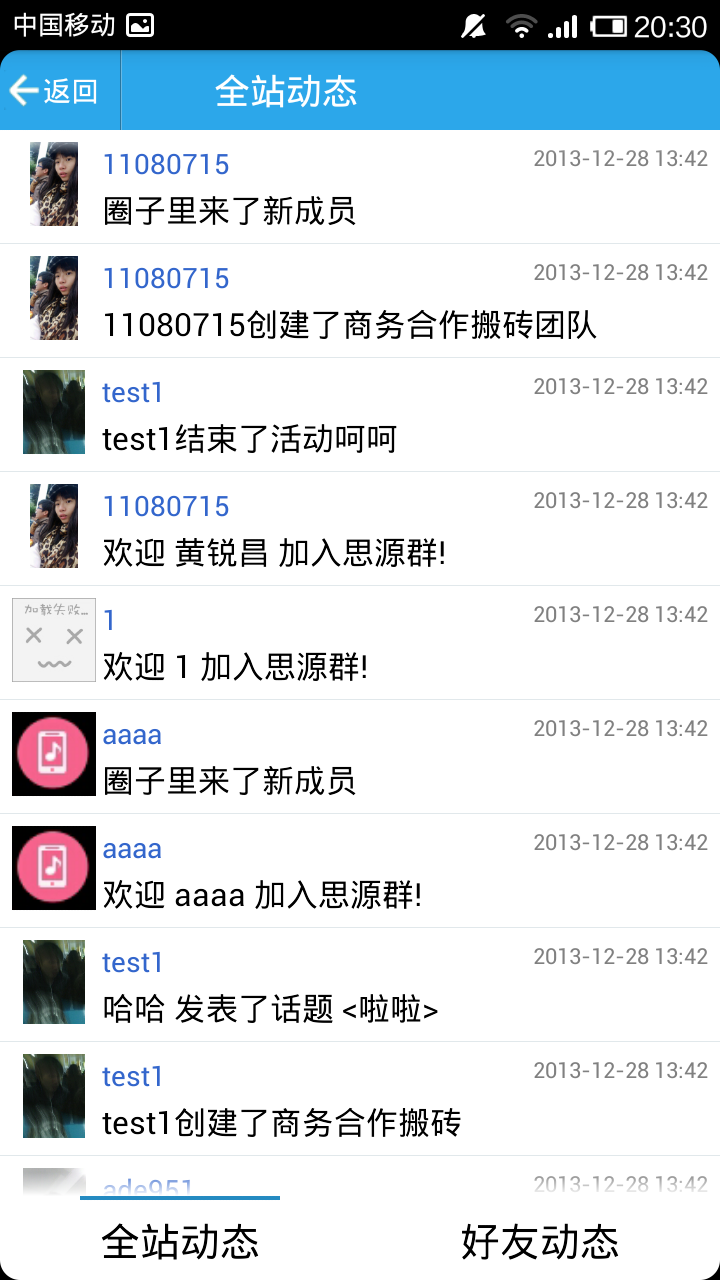 中国移动 20:30
返回 全站动态
11080715 2013-12-28 13:42
圈子里来了新成员
11080715 2013-12-28 13:42
11080715创建了商务合作搬砖团队
test1 2013-12-28 13:42
test1结束了活动呵呵
11080715 2013-12-28 13:42
欢迎 黄锐昌 加入思源群!
加载失败...
1 2013-12-28 13:42
欢迎 1 加入思源群!
aaaa 2013-12-28 13:42
圈子里来了新成员
aaaa 2013-12-28 13:42
欢迎 aaaa 加入思源群!
test1 2013-12-28 13:42
哈哈 发表了话题 <啦啦>
test1 2013-12-28 13:42
test1创建了商务合作搬砖
ade951 2013-12-28 13:42
全站动态 好友动态